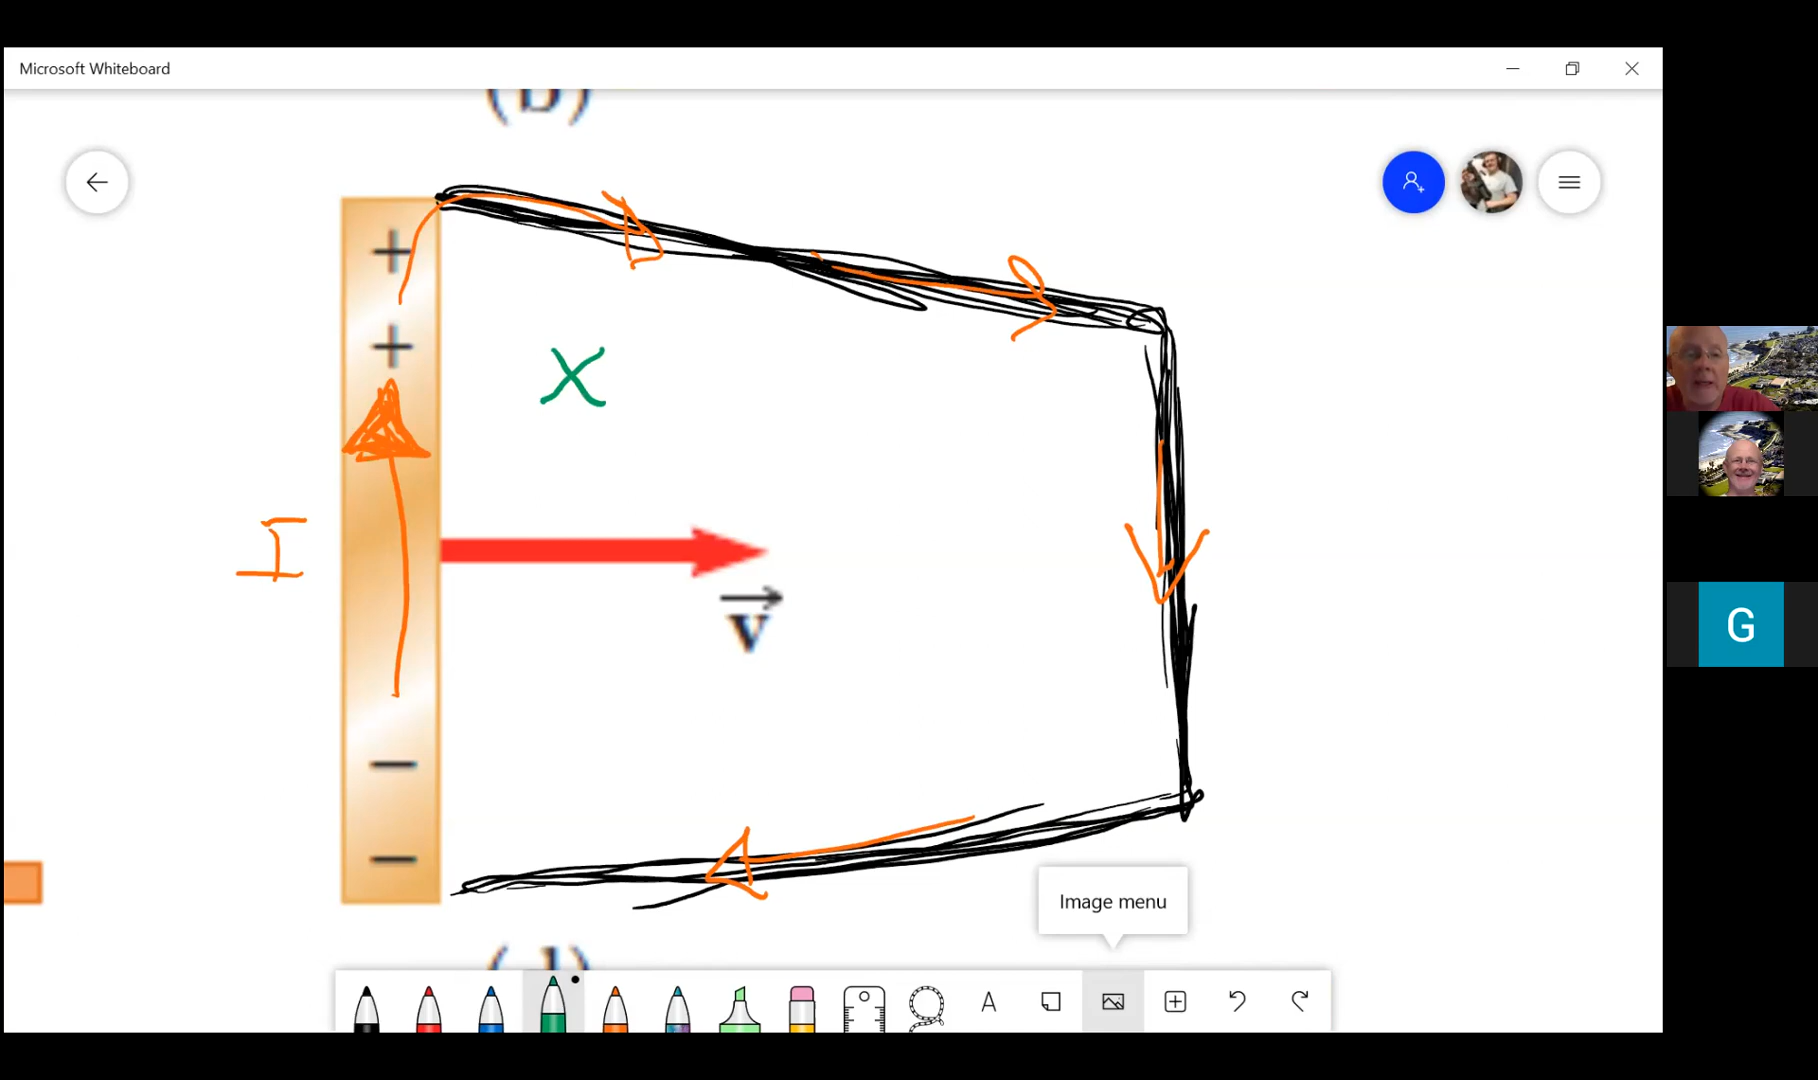 Microsoft Whiteboard
(b)
+
+
X
I
v
−
−
Image menu
A
G